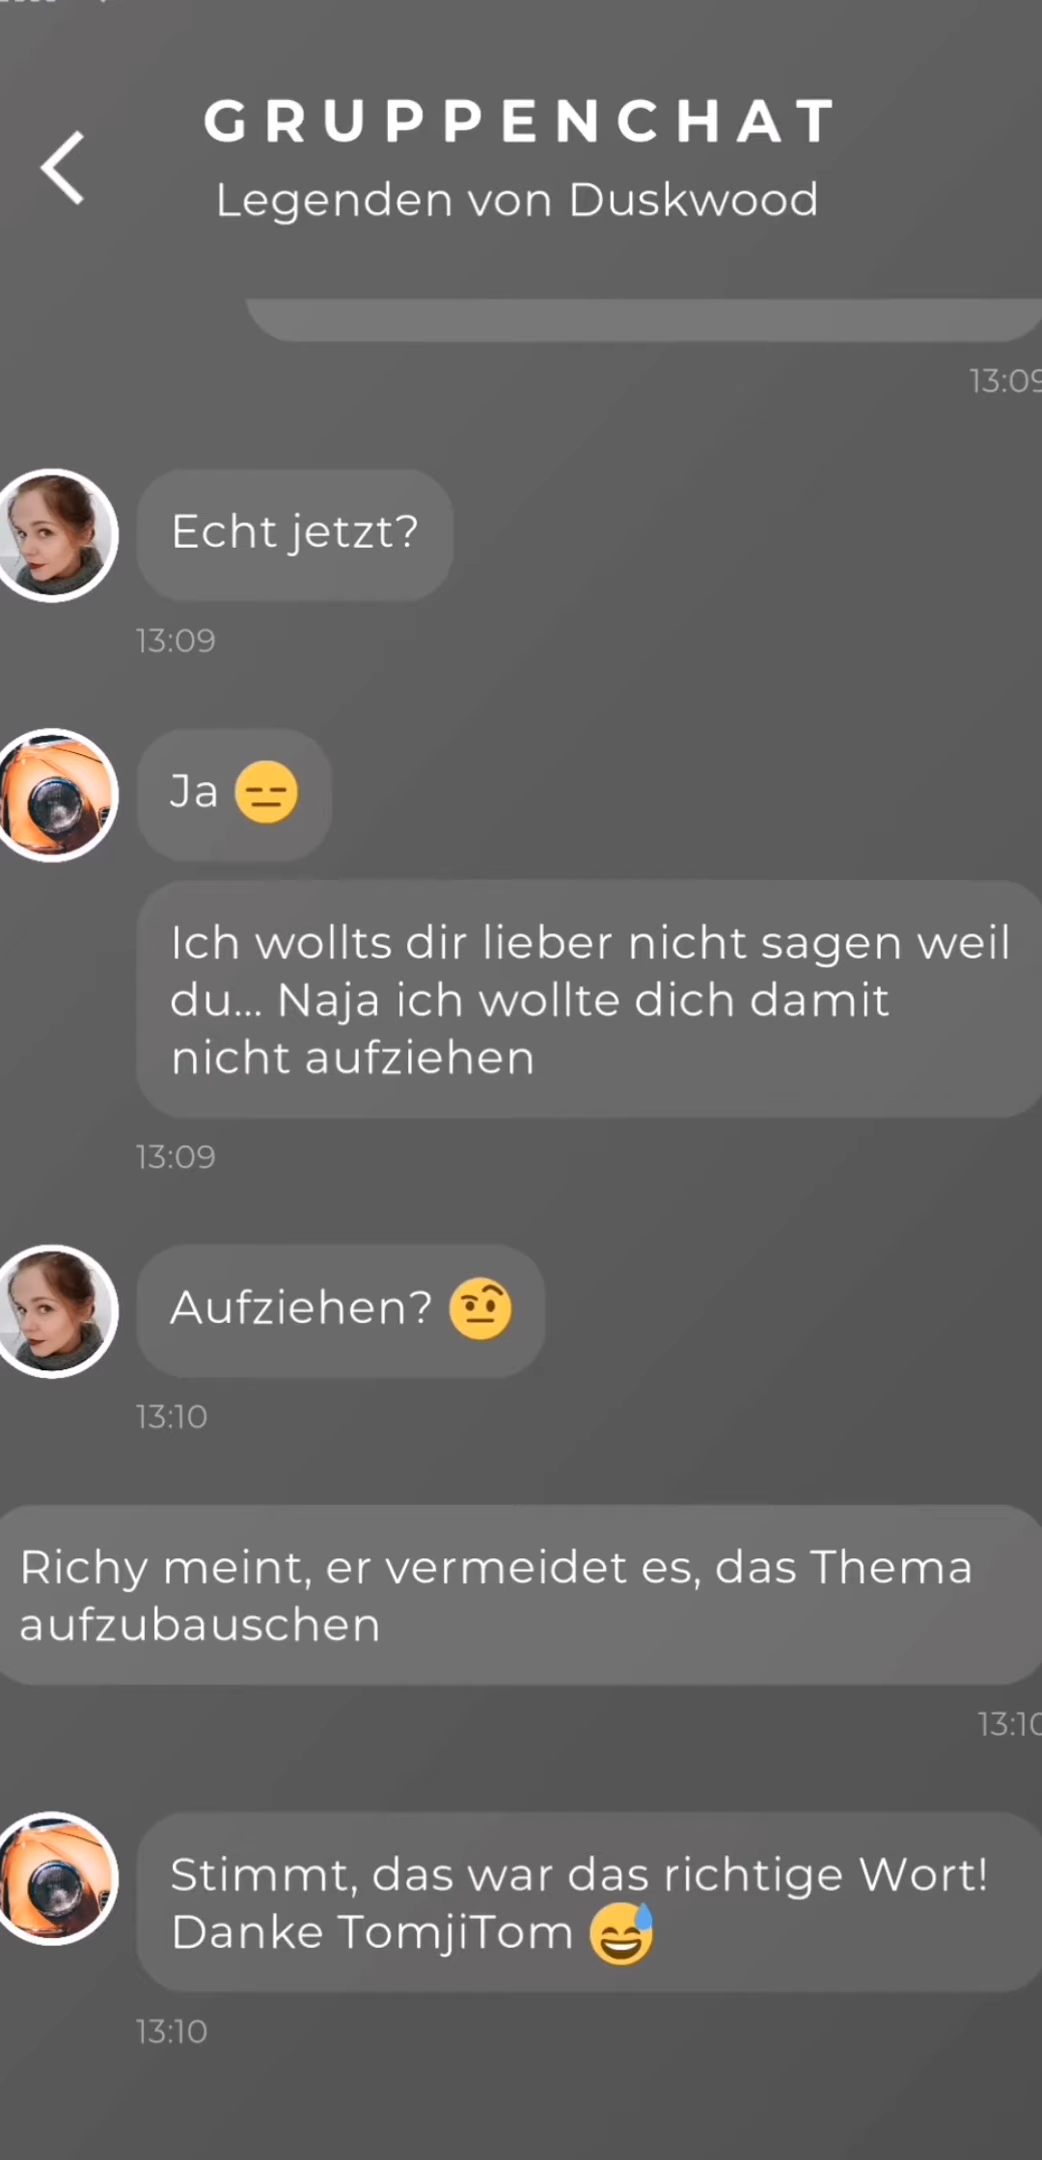 GRUPPENCHAT
Legenden von Duskwood
13:09
Echt jetzt?
13:09
Ja 😑
Ich wollts dir lieber nicht sagen weil
du... Naja ich wollte dich damit
nicht aufziehen
13:09
Aufziehen? 🤨
13:10
Richy meint, er vermeidet es, das Thema
aufzubauschen
13:10
Stimmt, das war das richtige Wort!
Danke TomjiTom 😅
13:10